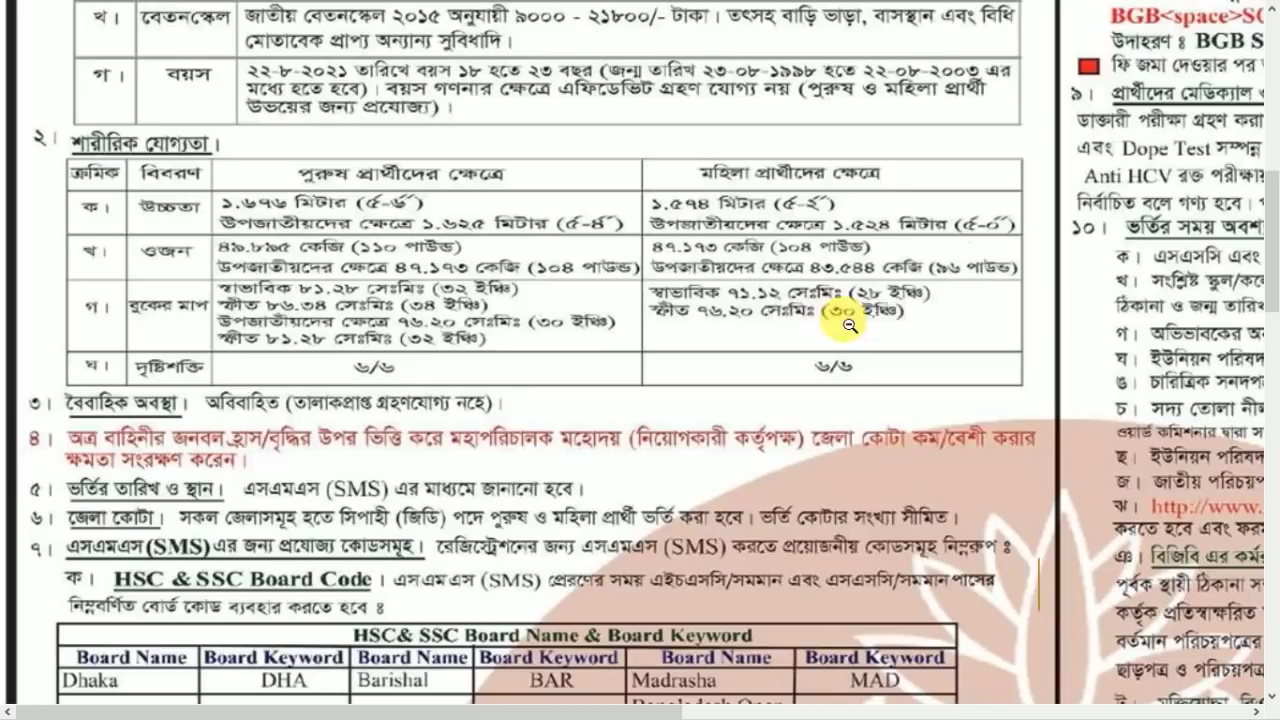 খ।	বেতনস্কেল	জাতীয় বেতনস্কেল ২০১৫ অনুযায়ী ৯০০০ - ২১৮০০/- টাকা। তৎসহ বাড়ি ভাড়া, বাসস্থান এবং বিধি
মোতাবেক প্রাপ্য অন্যান্য সুবিধাদি।
গ।	বয়স	২২-৮-২০২১ তারিখে বয়স ১৮ হতে ২৩ বছর (জন্ম তারিখ ২৩-০৮-১৯৯৮ হতে ২২-০৮-২০০৩ এর
মধ্যে হতে হবে)। বয়স গণনার ক্ষেত্রে এফিডেভিট গ্রহণ যোগ্য নয় (পুরুষ ও মহিলা প্রার্থী
উভয়ের জন্য প্রযোজ্য)।
২। শারীরিক যোগ্যতা।
ক্রমিক	বিবরণ	পুরুষ প্রার্থীদের ক্ষেত্রে	মহিলা প্রার্থীদের ক্ষেত্রে
ক।	উচ্চতা	১.৬৭৬ মিটার (৫-৬˝)	১.৫৭৪ মিটার (৫-২˝)
উপজাতীয়দের ক্ষেত্রে ১.৬২৫ মিটার (৫-৪˝)	উপজাতীয়দের ক্ষেত্রে ১.৫২৪ মিটার (৫-০˝)
খ।	ওজন	৪৯.৮৯৫ কেজি (১১০ পাউন্ড)	৪৭.১৭৩ কেজি (১০৪ পাউন্ড)
উপজাতীয়দের ক্ষেত্রে ৪৭.১৭৩ কেজি (১০৪ পাউন্ড)	উপজাতীয়দের ক্ষেত্রে ৪৩.৫৪৪ কেজি (৯৬ পাউন্ড)
গ।	বুকের মাপ	স্বাভাবিক ৮১.২৮ সেঃমিঃ (৩২ ইঞ্চি)	স্বাভাবিক ৭১.১২ সেঃমিঃ (২৮ ইঞ্চি)
স্ফীত ৮৬.৩৪ সেঃমিঃ (৩৪ ইঞ্চি)	স্ফীত ৭৬.২০ সেঃমিঃ (৩০ ইঞ্চি)
উপজাতীয়দের ক্ষেত্রে ৭৬.২০ সেঃমিঃ (৩০ ইঞ্চি)
স্ফীত ৮১.২৮ সেঃমিঃ (৩২ ইঞ্চি)
ঘ।	দৃষ্টিশক্তি	৬/৬	৬/৬
৩। বৈবাহিক অবস্থা। অবিবাহিত (তালাকপ্রাপ্ত গ্রহণযোগ্য নহে)।
৪। অত্র বাহিনীর জনবল হ্রাস/বৃদ্ধির উপর ভিত্তি করে মহাপরিচালক মহোদয় (নিয়োগকারী কর্তৃপক্ষ) জেলা কোটা কম/বেশী করার
ক্ষমতা সংরক্ষণ করেন।
৫। ভর্তির তারিখ ও স্থান। এসএমএস (SMS) এর মাধ্যমে জানানো হবে।
৬। জেলা কোটা। সকল জেলাসমূহ হতে সিপাহী (জিডি) পদে পুরুষ ও মহিলা প্রার্থী ভর্তি করা হবে। ভর্তি কোটার সংখ্যা সীমিত।
৭। এসএমএস (SMS) এর জন্য প্রযোজ্য কোডসমূহ। রেজিস্ট্রেশনের জন্য এসএমএস (SMS) করতে প্রয়োজনীয় কোডসমূহ নিম্নরূপ ঃ
ক। HSC & SSC Board Code। এসএমএস (SMS) প্রেরণের সময় এইচএসসি/সমমান এবং এসএসসি/সমমান পাসের
নিম্নবর্ণিত বোর্ড কোড ব্যবহার করতে হবে ঃ
HSC& SSC Board Name & Board Keyword
Board Name	Board Keyword	Board Name	Board Keyword	Board Name	Board Keyword
Dhaka	DHA	Barishal	BAR	Madrasha	MAD
BGB<space>
উদাহরণ ঃ BGB
ফি জমা দেওয়ার পর
৯। প্রার্থীদের মেডিক্যাল
ডাক্তারী পরীক্ষা গ্রহণ করা
এবং Dope Test সম্পন্ন
Anti HCV রক্ত পরীক্ষা
নির্বাচিত বলে গণ্য হবে।
১০। ভর্তির সময় অবশ্য
ক। এসএসসি এবং
খ। সংশ্লিষ্ট স্কুল/কলে
ঠিকানা ও জন্ম তারি
গ। অভিভাবকের
ঘ। ইউনিয়ন পরিষদ
ঙ। চারিত্রিক সনদপ
চ। সদ্য তোলা নী
ওয়ার্ড কমিশনার দ্বারা
ছ। ইউনিয়ন পরিষদ
জ। জাতীয় পরিচয়প
ঝ। http://www.
করতে হবে এবং ফরম
ঞ। বিজিবি এর কর্ম
পূর্বক স্থায়ী ঠিকানা
কর্তৃক প্রতিস্বাক্ষরিত
বর্তমান পরিচয়পত্রের
ছাড়পত্র ও পরিচয়প